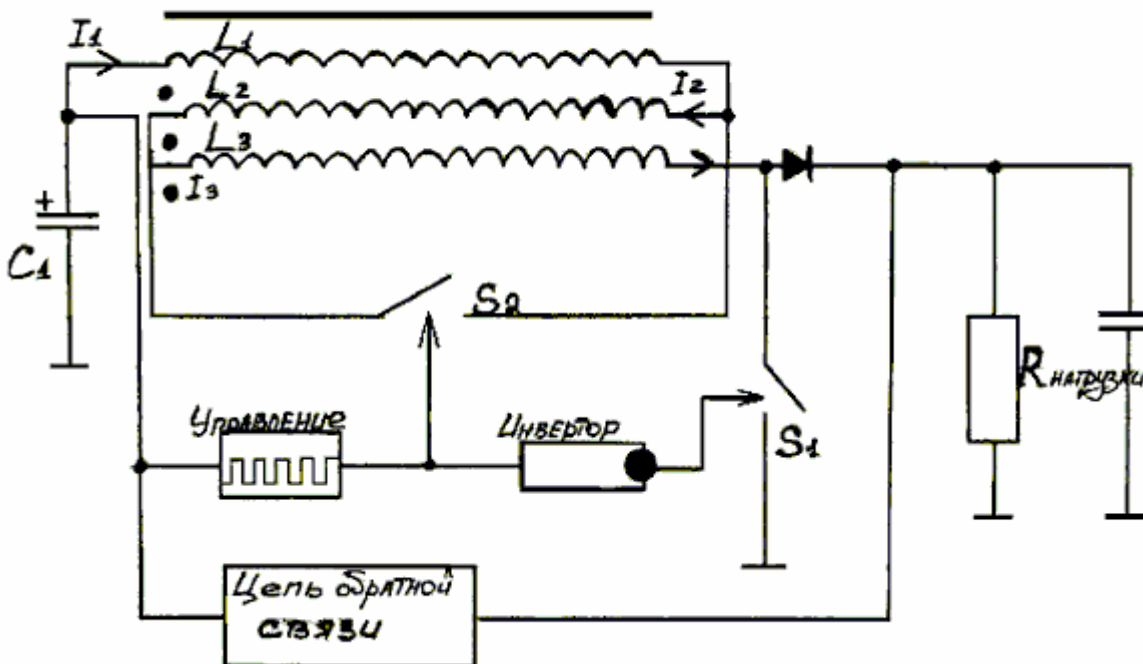 I1
L1
L2
I2
L3
I3
+
C1
S2
Rнагрузки
Управление
Инвертор
S1
Цепь обратной
связи